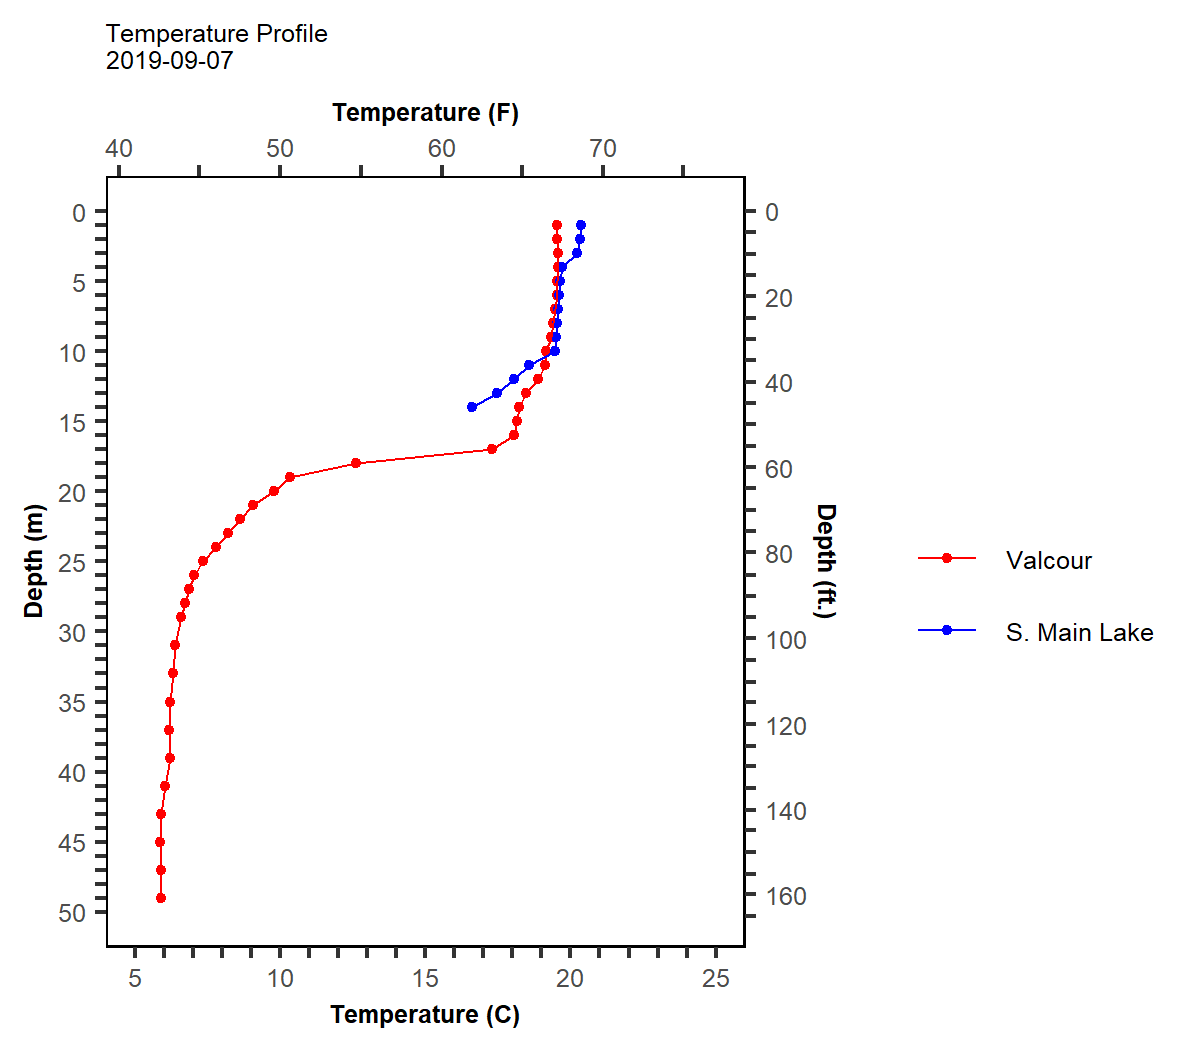 Temperature Profile
2019-09-07
Temperature (F)
40 50 60 70
0 0
5
20
10
40
15
60
20
80
25
30
100
35
120
40
140
45
160
50
Depth (m)
Depth (ft.)
Valcour
S. Main Lake
5 10 15 20 25
Temperature (C)